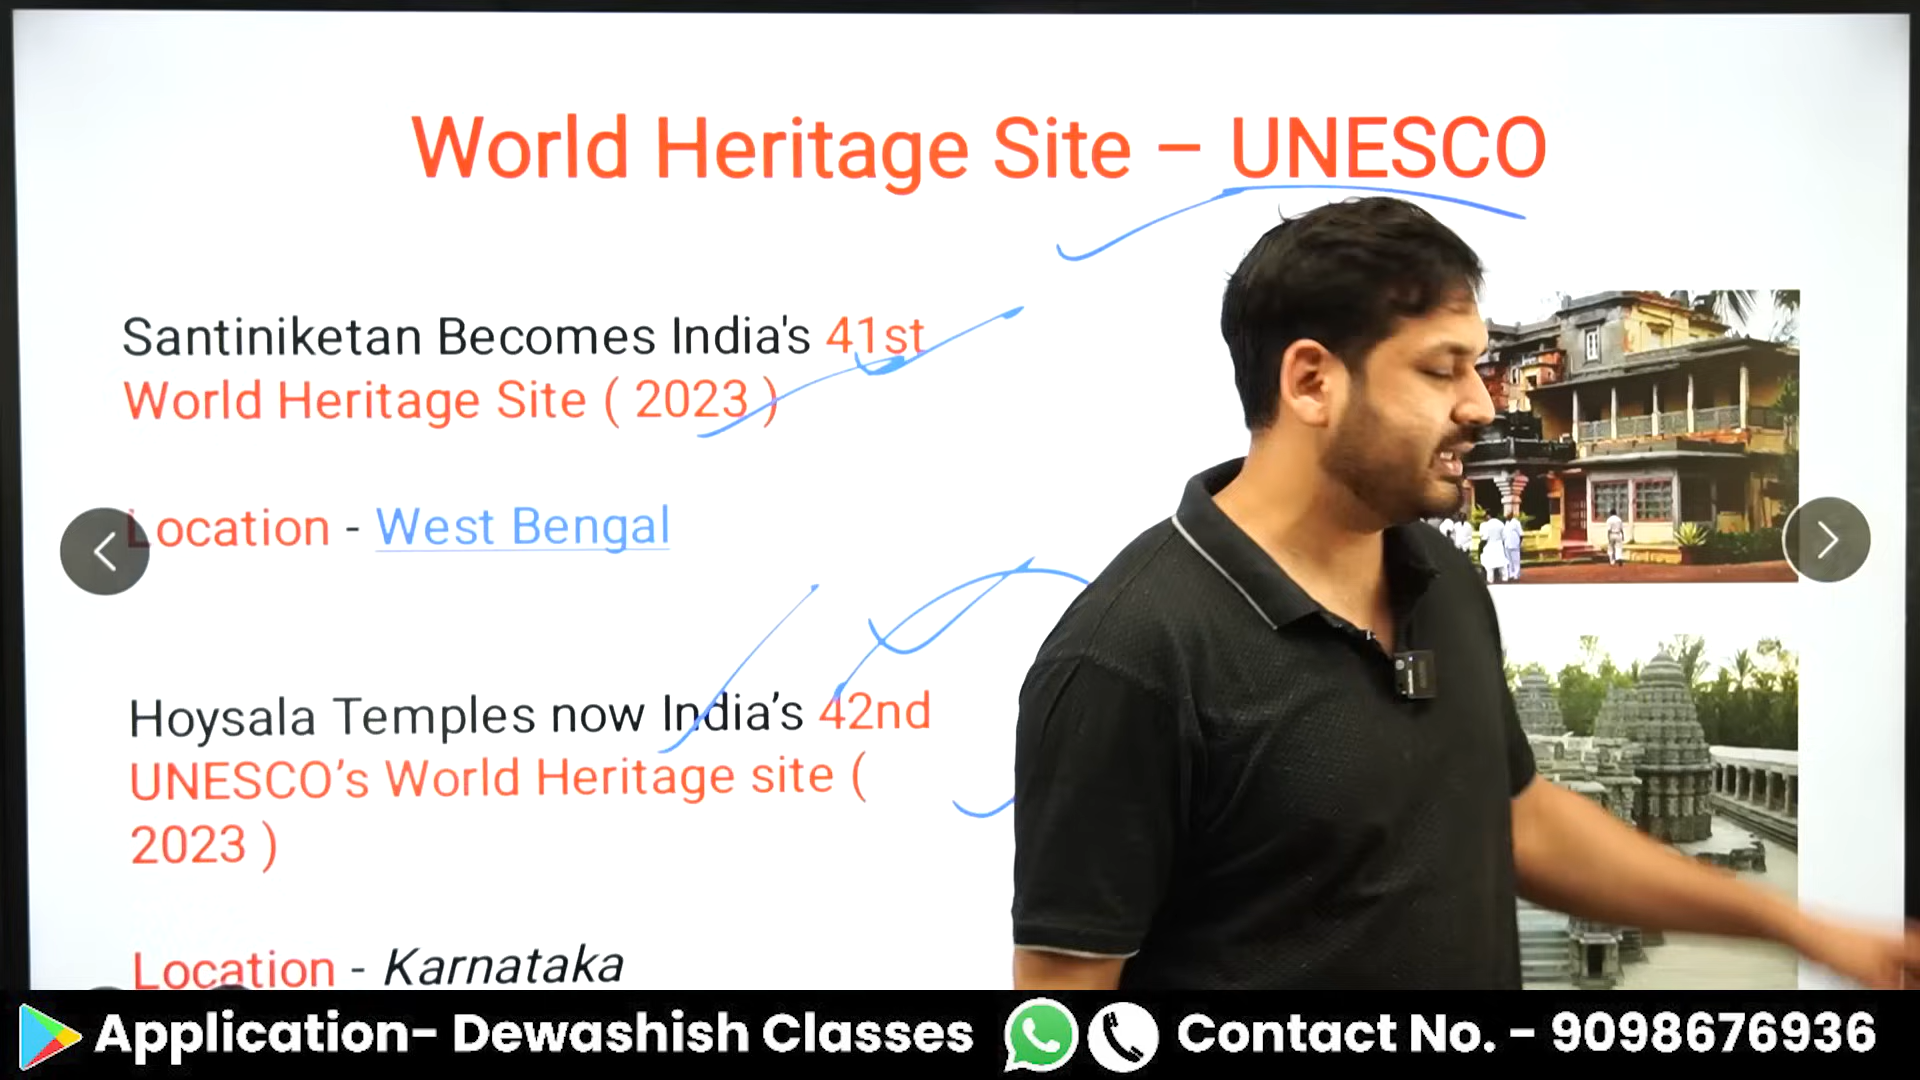 World Heritage Site – UNESCO
Santiniketan Becomes India's 41st
World Heritage Site ( 2023 )
Location - West Bengal
Hoysala Temples now India’s 42nd
UNESCO’s World Heritage site (
2023 )
Location - Karnataka
Application- Dewashish Classes Contact No. - 9098676936